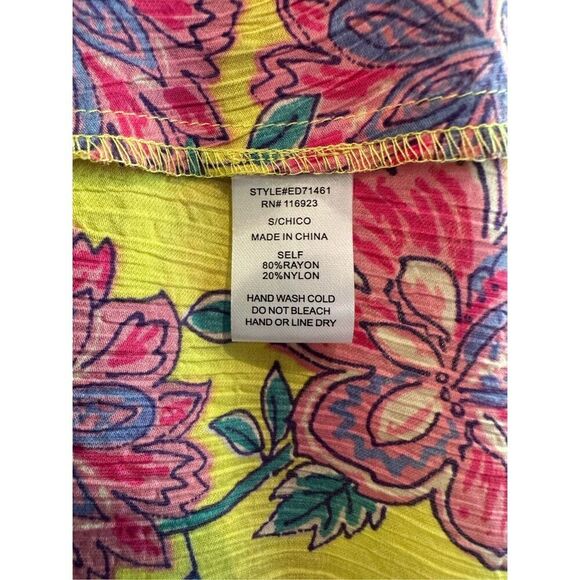 STYLE#ED71461
RN# 116923
S/CHICO
MADE IN CHINA
SELF
80%RAYON
20%NYLON
HAND WASH COLD
DO NOT BLEACH
HAND OR LINE DRY